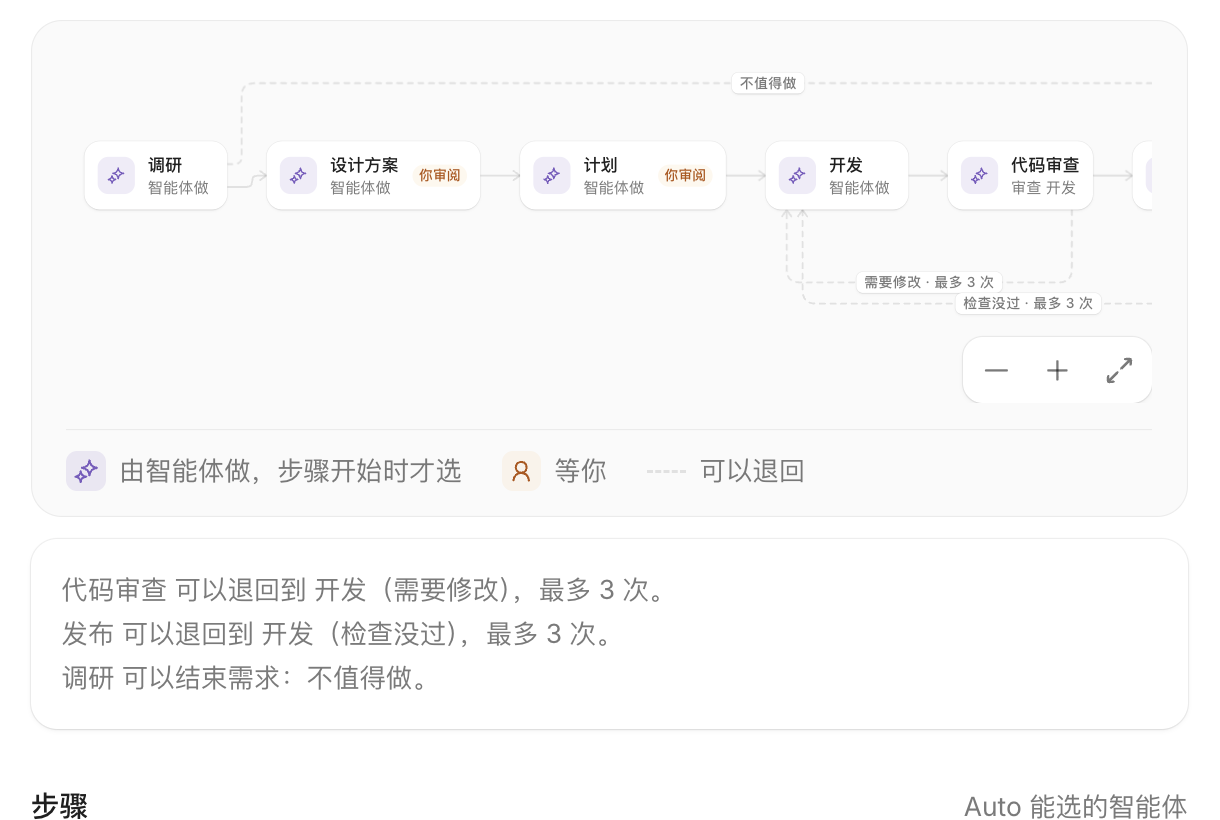 不值得做
调研
智能体做
设计方案
智能体做
你审阅
计划
智能体做
你审阅
开发
智能体做
代码审查
审查 开发
需要修改 · 最多 3 次
检查没过 · 最多 3 次
由智能体做，步骤开始时才选
等你
可以退回
代码审查 可以退回到 开发（需要修改），最多 3 次。
发布 可以退回到 开发（检查没过），最多 3 次。
调研 可以结束需求：不值得做。
步骤
Auto 能选的智能体